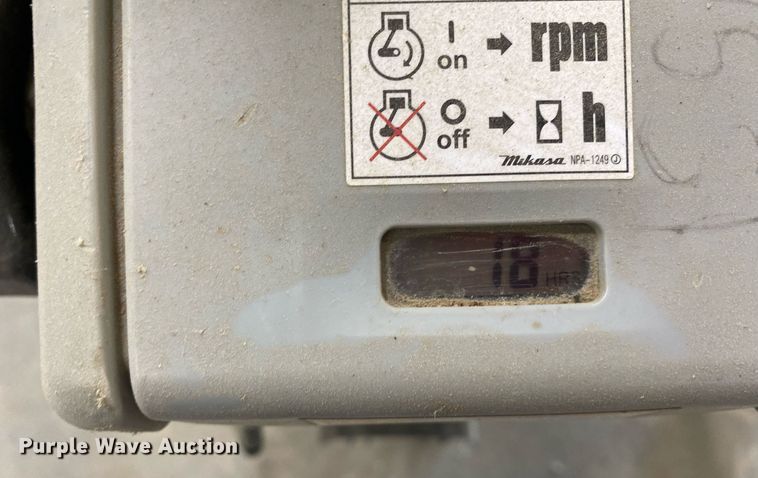 I
on
rpm
O
off
h
Mikasa NPA-1249 J
18 HRS
Purple Wave Auction